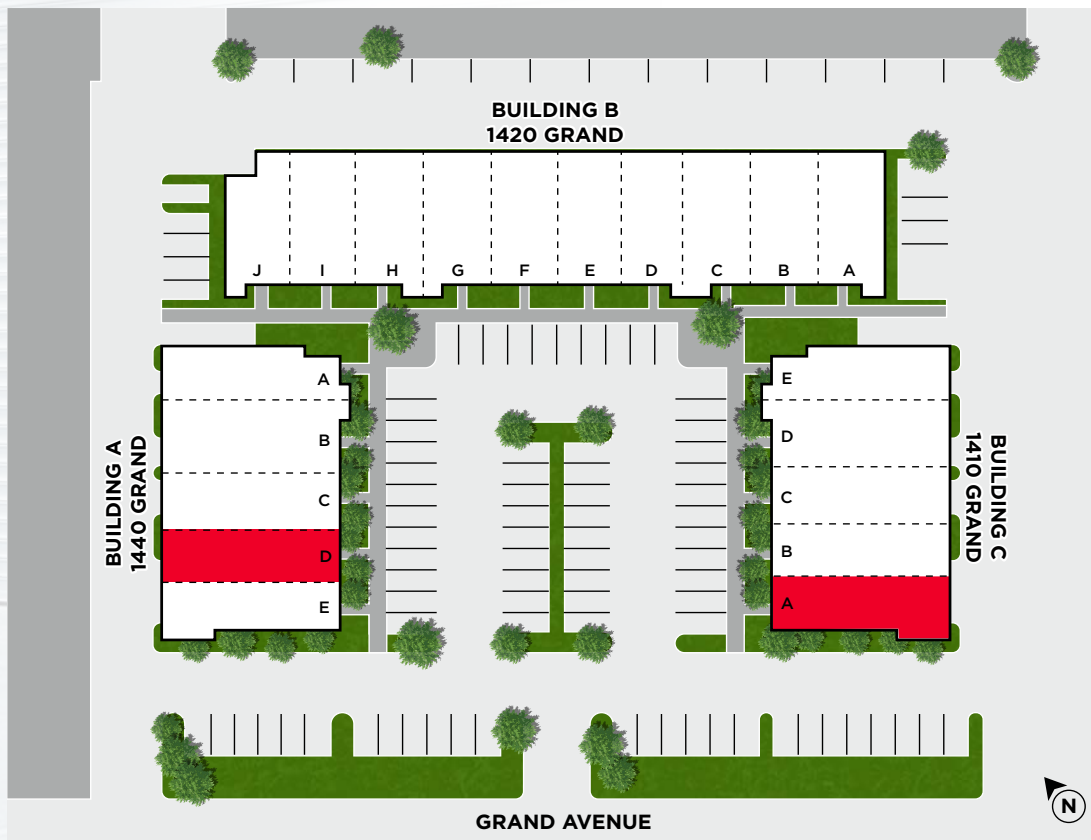 BUILDING B
1420 GRAND
J I H G F E D C B A
A
B
C
D
E
BUILDING A
1440 GRAND
E
D
C
B
A
BUILDING C
1410 GRAND
GRAND AVENUE
N